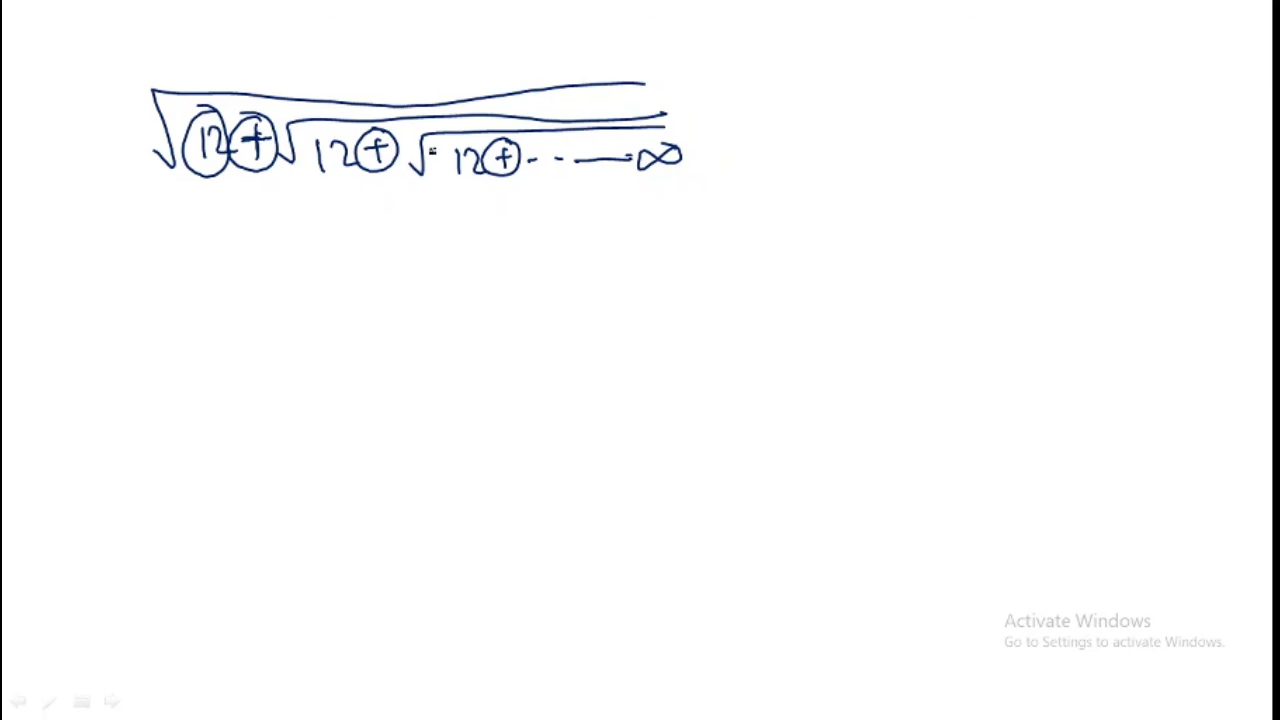 √12+√12+√12+----∞
Activate Windows
Go to Settings to activate Windows.